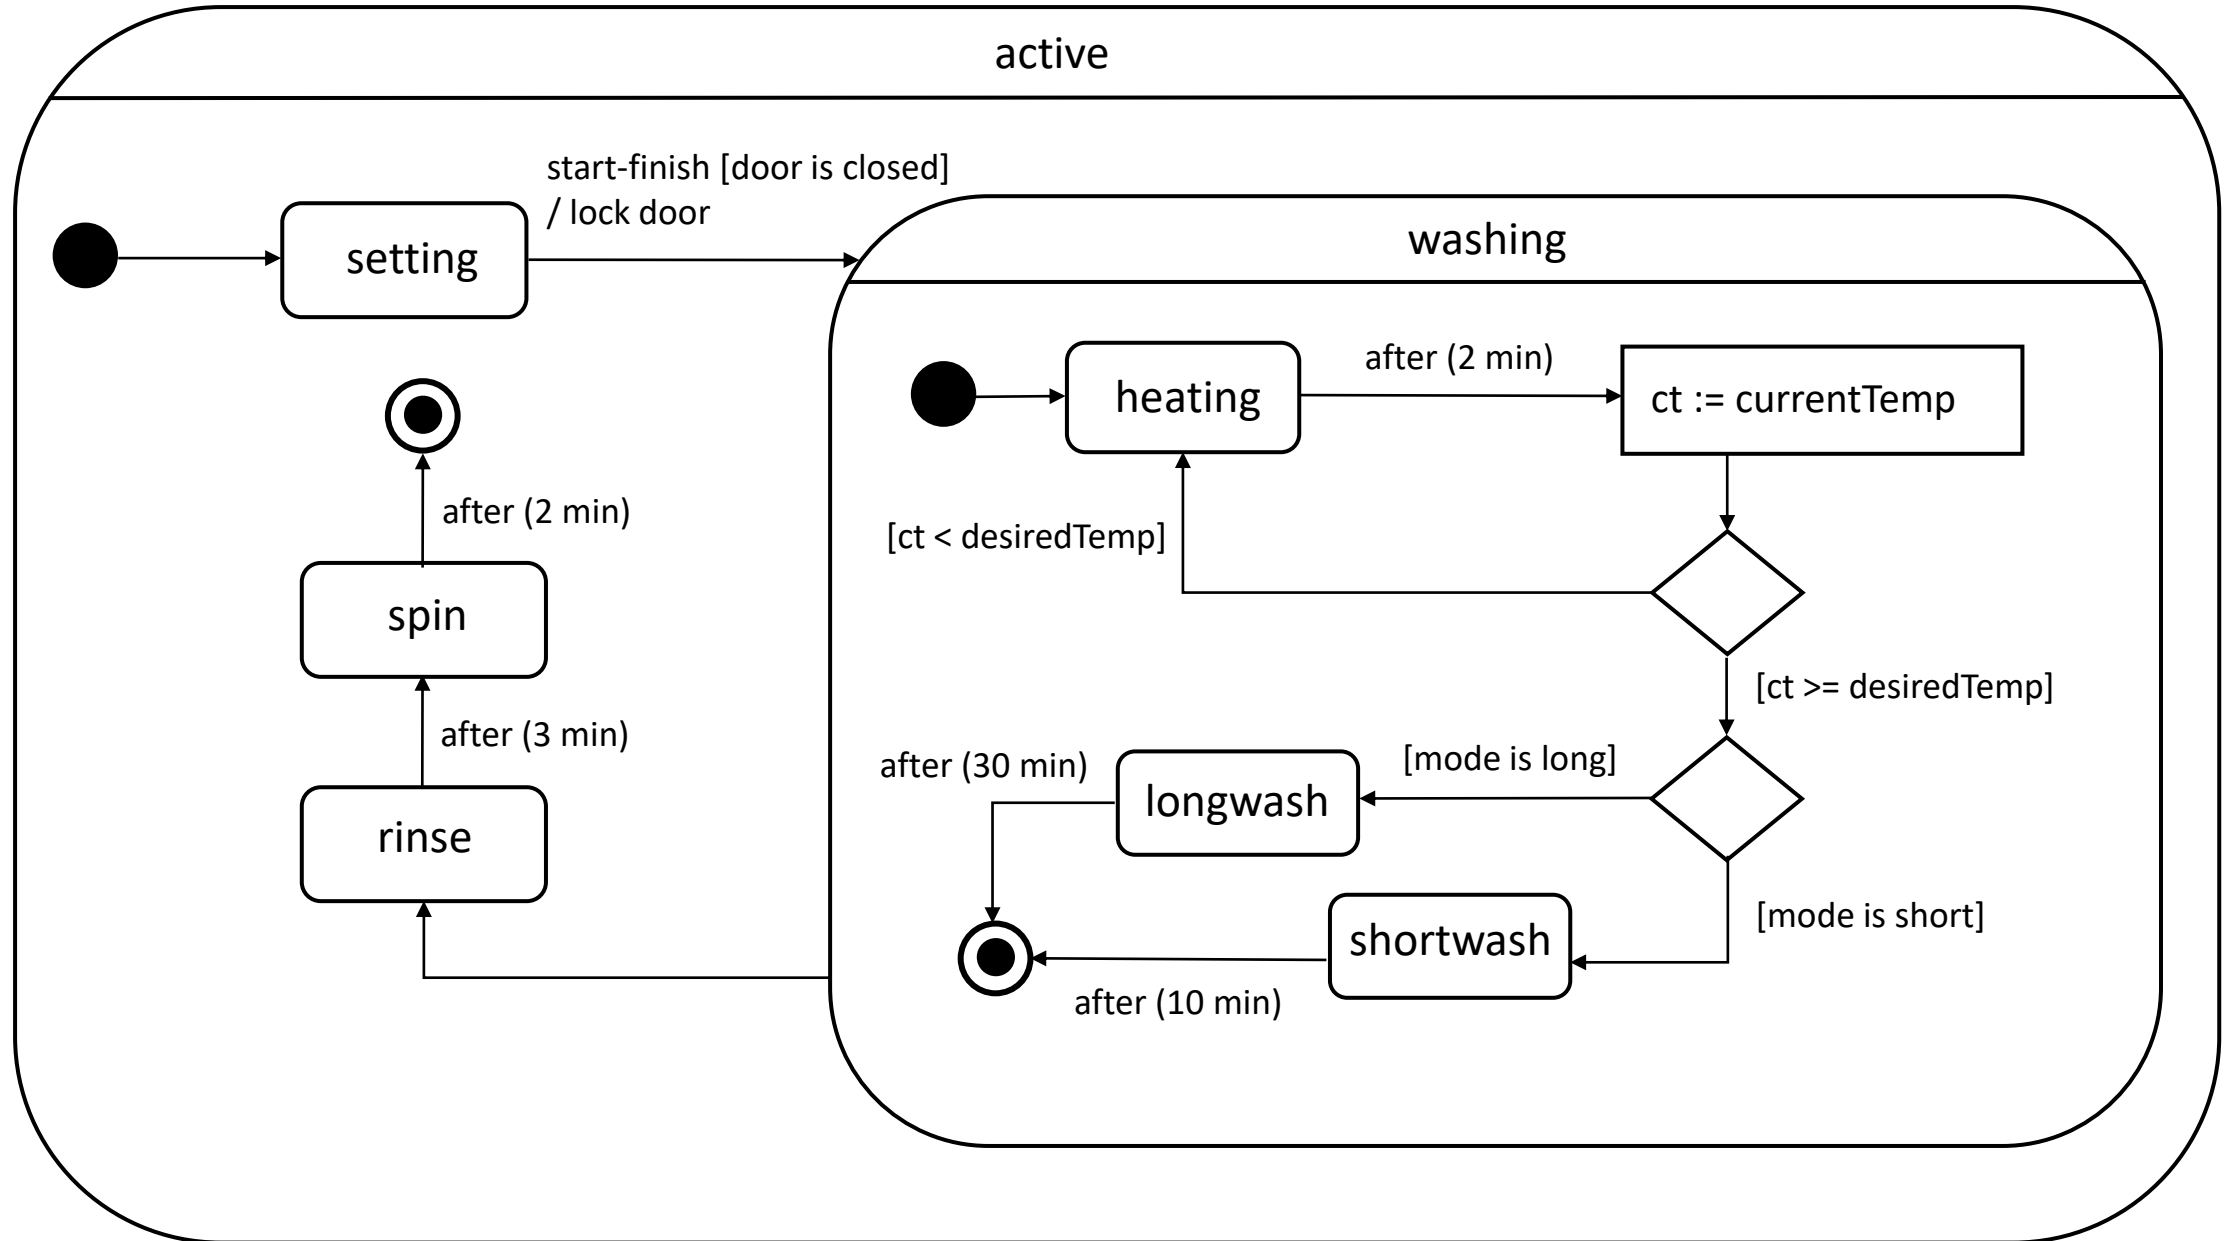 active
start-finish [door is closed]
/ lock door
setting
washing
heating
after (2 min)
ct := currentTemp
after (2 min)
[ct < desiredTemp]
spin
[ct >= desiredTemp]
after (3 min)
after (30 min)
longwash
[mode is long]
rinse
shortwash
[mode is short]
after (10 min)